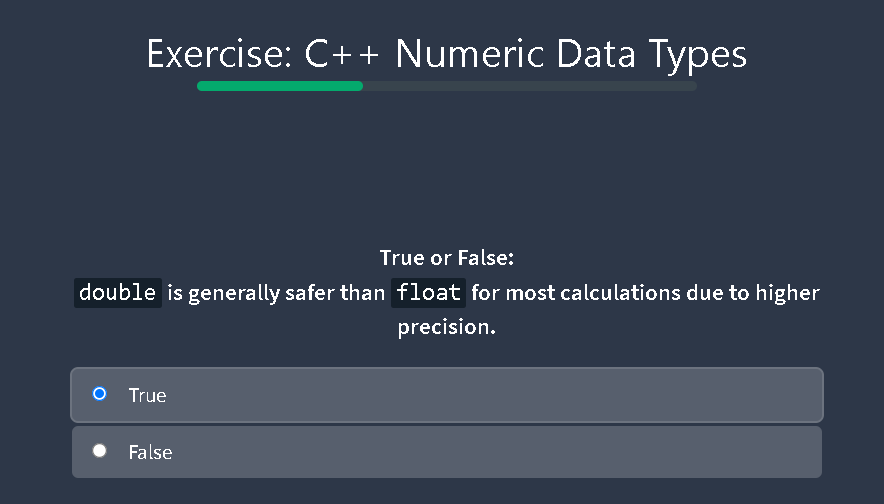 Exercise: C++ Numeric Data Types
True or False:
double is generally safer than float for most calculations due to higher
precision.
True
False